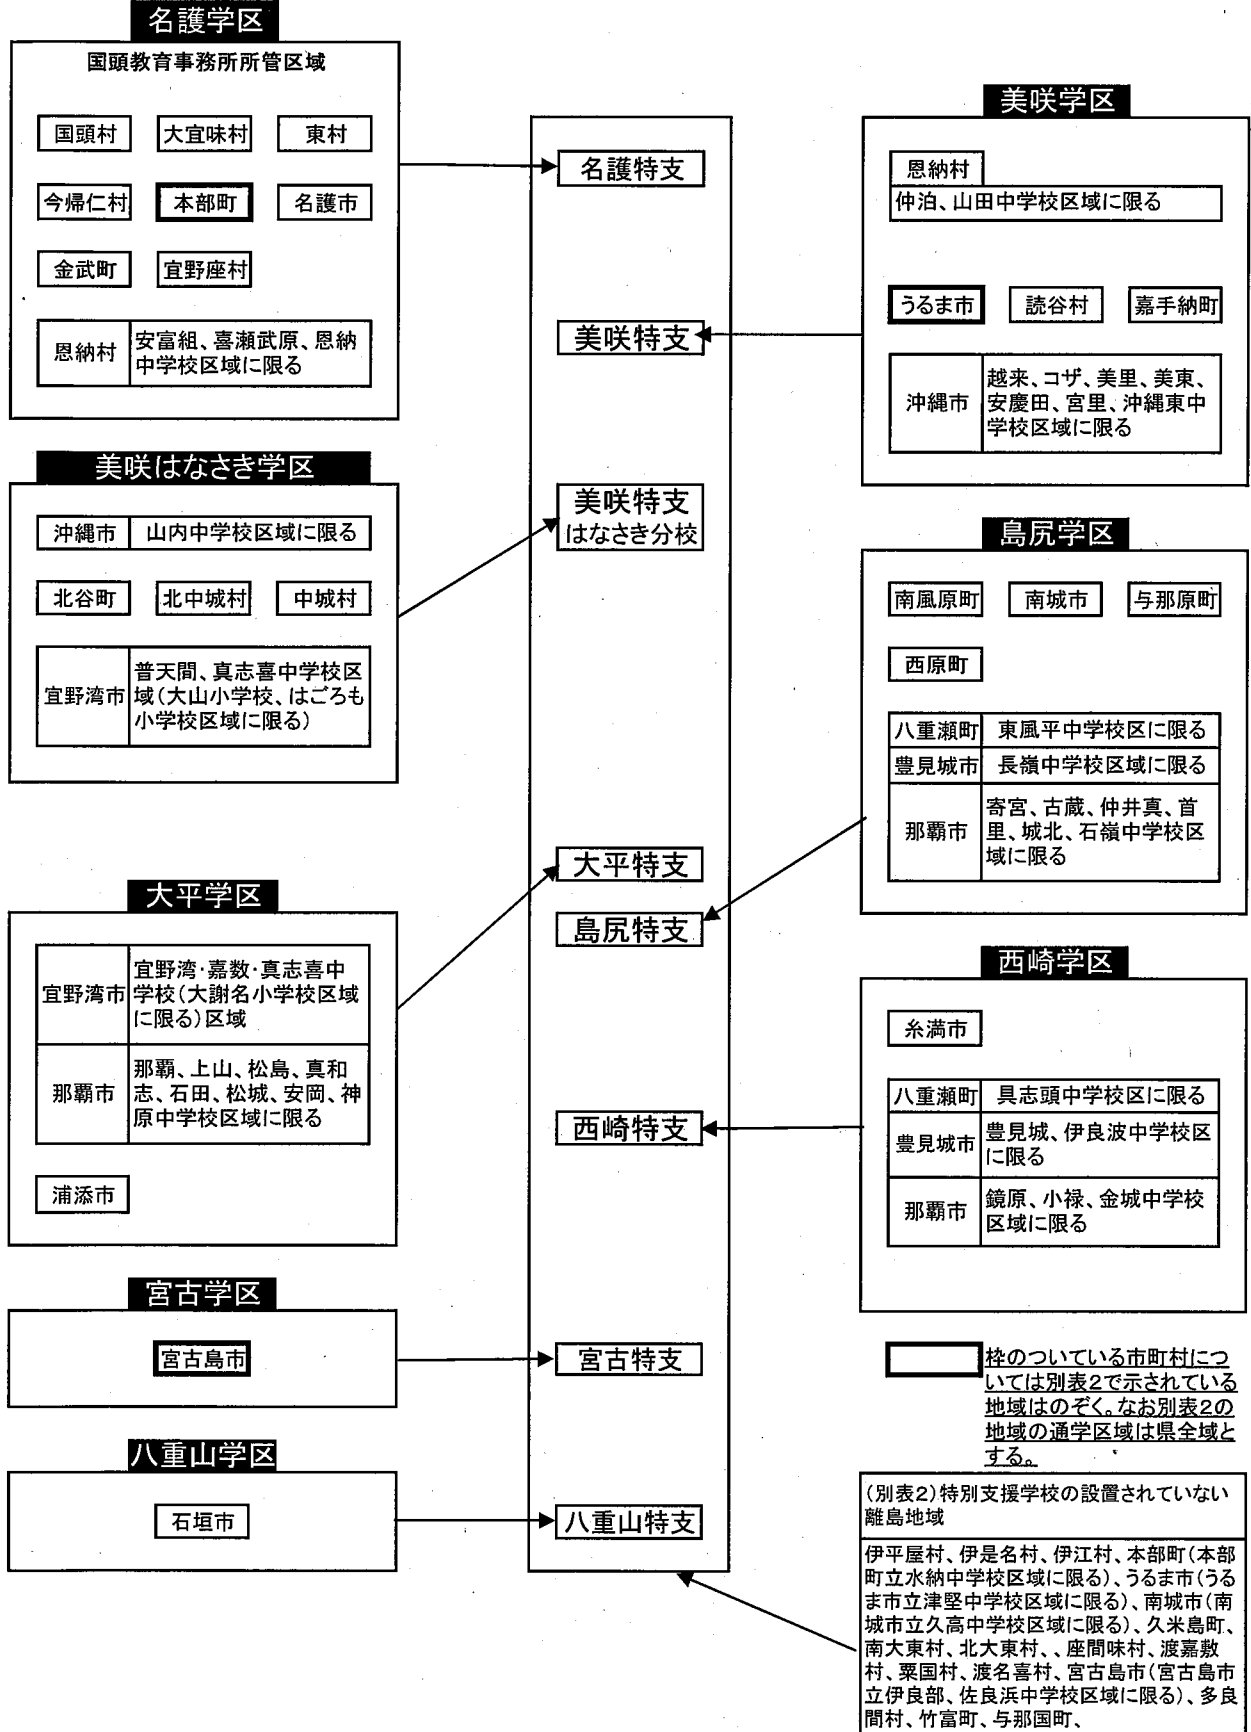 名護学区
国頭教育事務所所管区域
国頭村
大宜味村
東村
今帰仁村
本部町
名護市
金武町
宜野座村
恩納村
安富組、喜瀬武原、恩納
中学校区域に限る
美咲はなさき学区
沖縄市
山内中学校区域に限る
北谷町
北中城村
中城村
宜野湾市
普天間、真志喜中学校区
域(大山小学校、はごろも
小学校区域に限る)
大平学区
宜野湾市
宜野湾・嘉数・真志喜中
学校(大謝名小学校区域
に限る)区域
那覇市
那覇、上山、松島、真和
志、石田、松城、安岡、神
原中学校区域に限る
浦添市
宮古学区
宮古島市
八重山学区
石垣市
名護特支
美咲特支
美咲特支
はなさき分校
大平特支
島尻特支
西崎特支
宮古特支
八重山特支
美咲学区
恩納村
仲泊、山田中学校区域に限る
うるま市
読谷村
嘉手納町
沖縄市
越来、コザ、美里、美東、
安慶田、宮里、沖縄東中
学校区域に限る
島尻学区
南風原町
南城市
与那原町
西原町
八重瀬町
東風平中学校区に限る
豊見城市
長嶺中学校区域に限る
那覇市
寄宮、古蔵、仲井真、首
里、城北、石嶺中学校区
域に限る
西崎学区
糸満市
八重瀬町
具志頭中学校区に限る
豊見城市
豊見城、伊良波中学校区
に限る
那覇市
鏡原、小禄、金城中学校
区域に限る
枠のついている市町村につ
いては別表2で示されている
地域はのぞく。なお別表2の
地域の通学区域は県全域と
する。
(別表2)特別支援学校の設置されていない
離島地域
伊平屋村、伊是名村、伊江村、本部町(本部
町立水納中学校区域に限る)、うるま市(うる
ま市立津堅中学校区域に限る)、南城市(南
城市立久高中学校区域に限る)、久米島町、
南大東村、北大東村、、座間味村、渡嘉敷
村、粟国村、渡名喜村、宮古島市(宮古島市
立伊良部、佐良浜中学校区域に限る)、多良
間村、竹富町、与那国町、